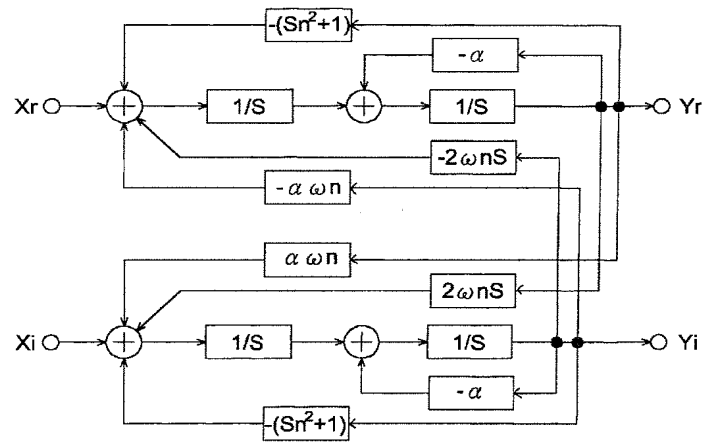 -(Sn²+1)
-α
Xr
+
1/S
+
1/S
Yr
-2ωnS
-αωn
αωn
2ωnS
Xi
+
1/S
+
1/S
Yi
-α
-(Sn²+1)